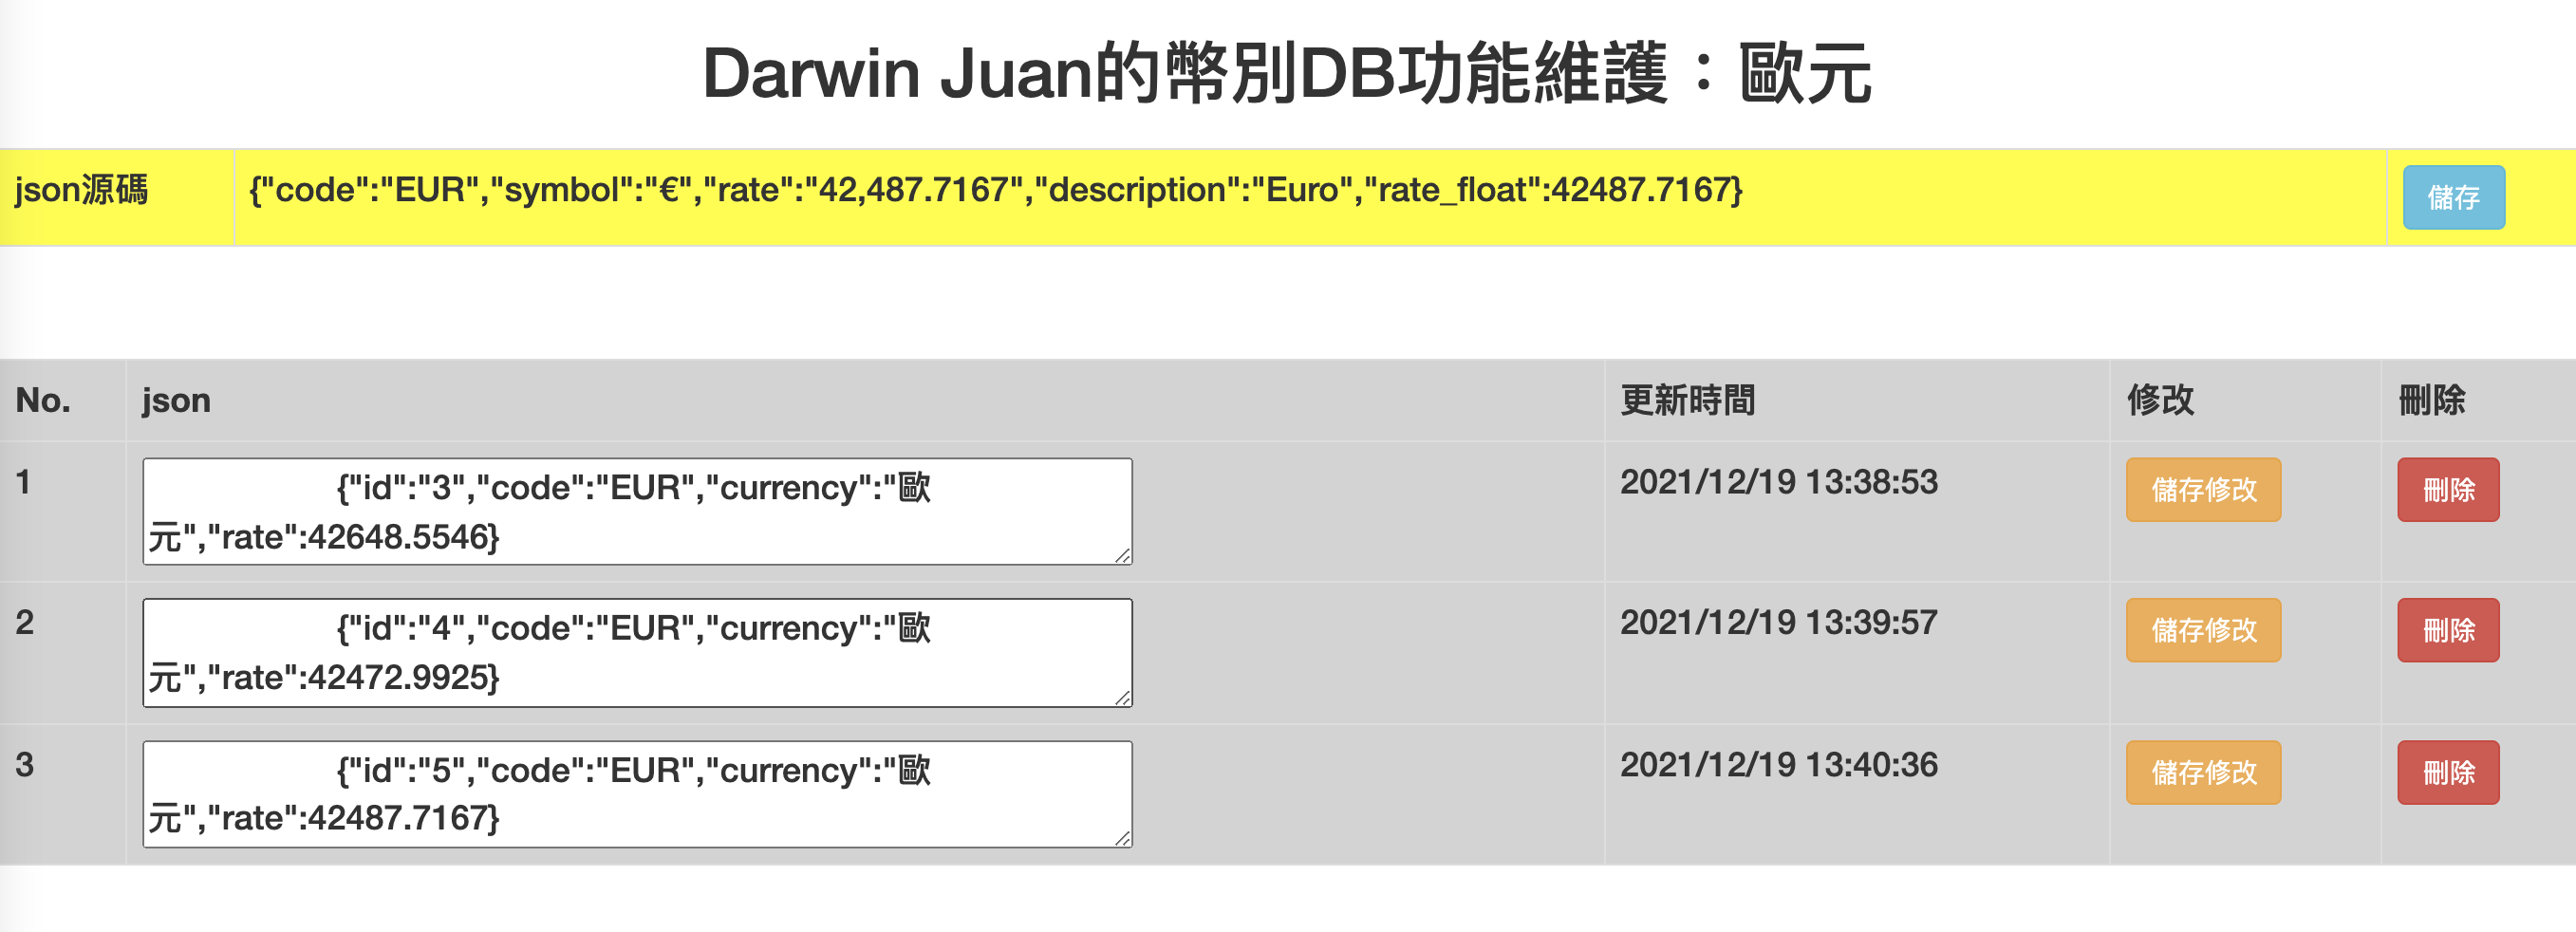 Darwin Juan的幣別DB功能維護：歐元
json源碼 {"code":"EUR","symbol":"€","rate":"42,487.7167","description":"Euro","rate_float":42487.7167} 儲存
No. json 更新時間 修改 刪除
1 {"id":"3","code":"EUR","currency":"歐 2021/12/19 13:38:53 儲存修改 刪除
元","rate":42648.5546}
2 {"id":"4","code":"EUR","currency":"歐 2021/12/19 13:39:57 儲存修改 刪除
元","rate":42472.9925}
3 {"id":"5","code":"EUR","currency":"歐 2021/12/19 13:40:36 儲存修改 刪除
元","rate":42487.7167}